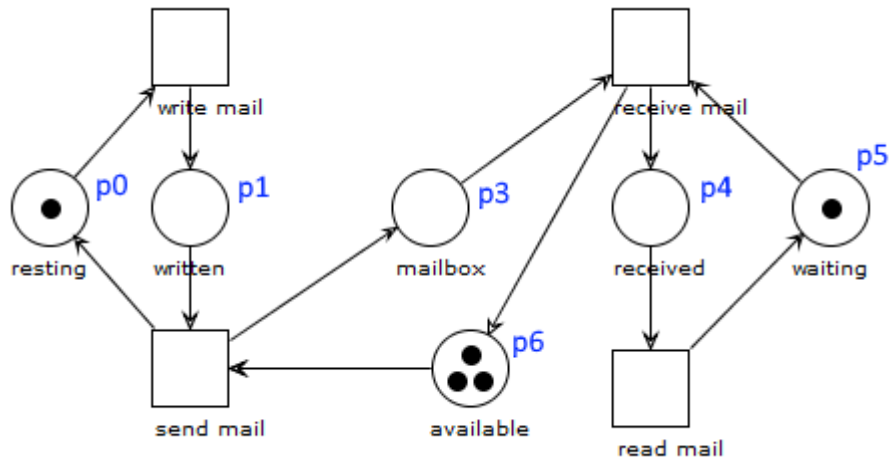 write mail
receive mail
p0
p1
p3
p4
p5
resting
written
mailbox
received
waiting
p6
send mail
available
read mail